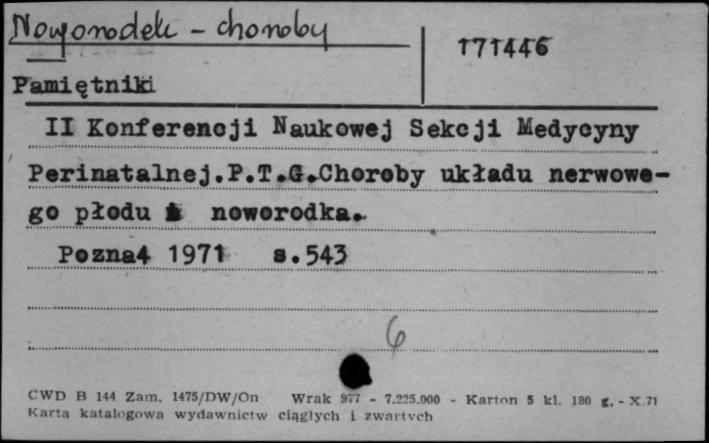 Noworodek - choroby
171446
Pamiętniki
II Konferencji Naukowej Sekcji Medycyny
Perinatalnej.P.T.G.Choroby układu nerwowe-
go płodu i noworodka.
Pozna4 1971 s.543
6
CWD B 144 Zam. 1475/DW/On Wrak 977 - 7.225.000 - Karton 5 kl. 180 g. - X.71
Karta katalogowa wydawnictw ciągłych i zwartych